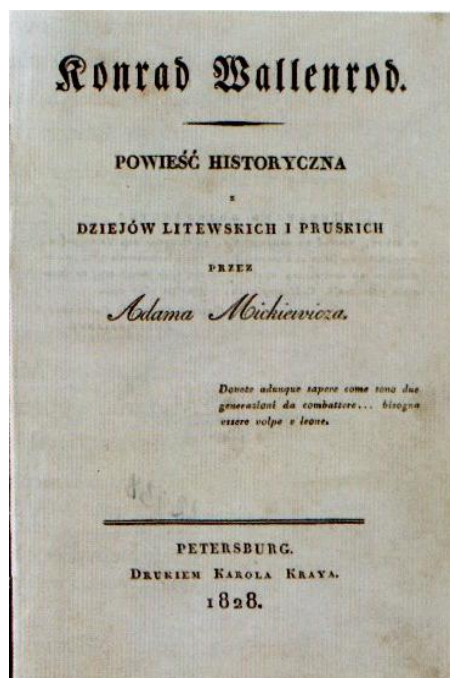 Konrad Wallenrod.
POWIEŚĆ HISTORYCZNA
Z
DZIEJÓW LITEWSKICH I PRUSKICH
PRZEZ
Adama Mickiewicza.
Dovete adunque sapere come sono due
generazioni da combattere... bisogna
essere volpe e leone.
PETERSBURG.
DRUKIEM KAROLA KRAYA.
1828.